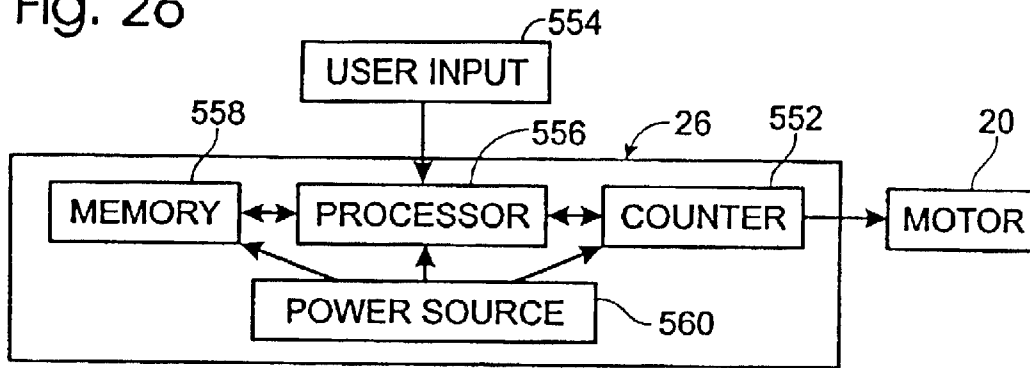 Fig. 26
554
USER INPUT
558
556
26
552
20
MEMORY
PROCESSOR
COUNTER
MOTOR
POWER SOURCE
560